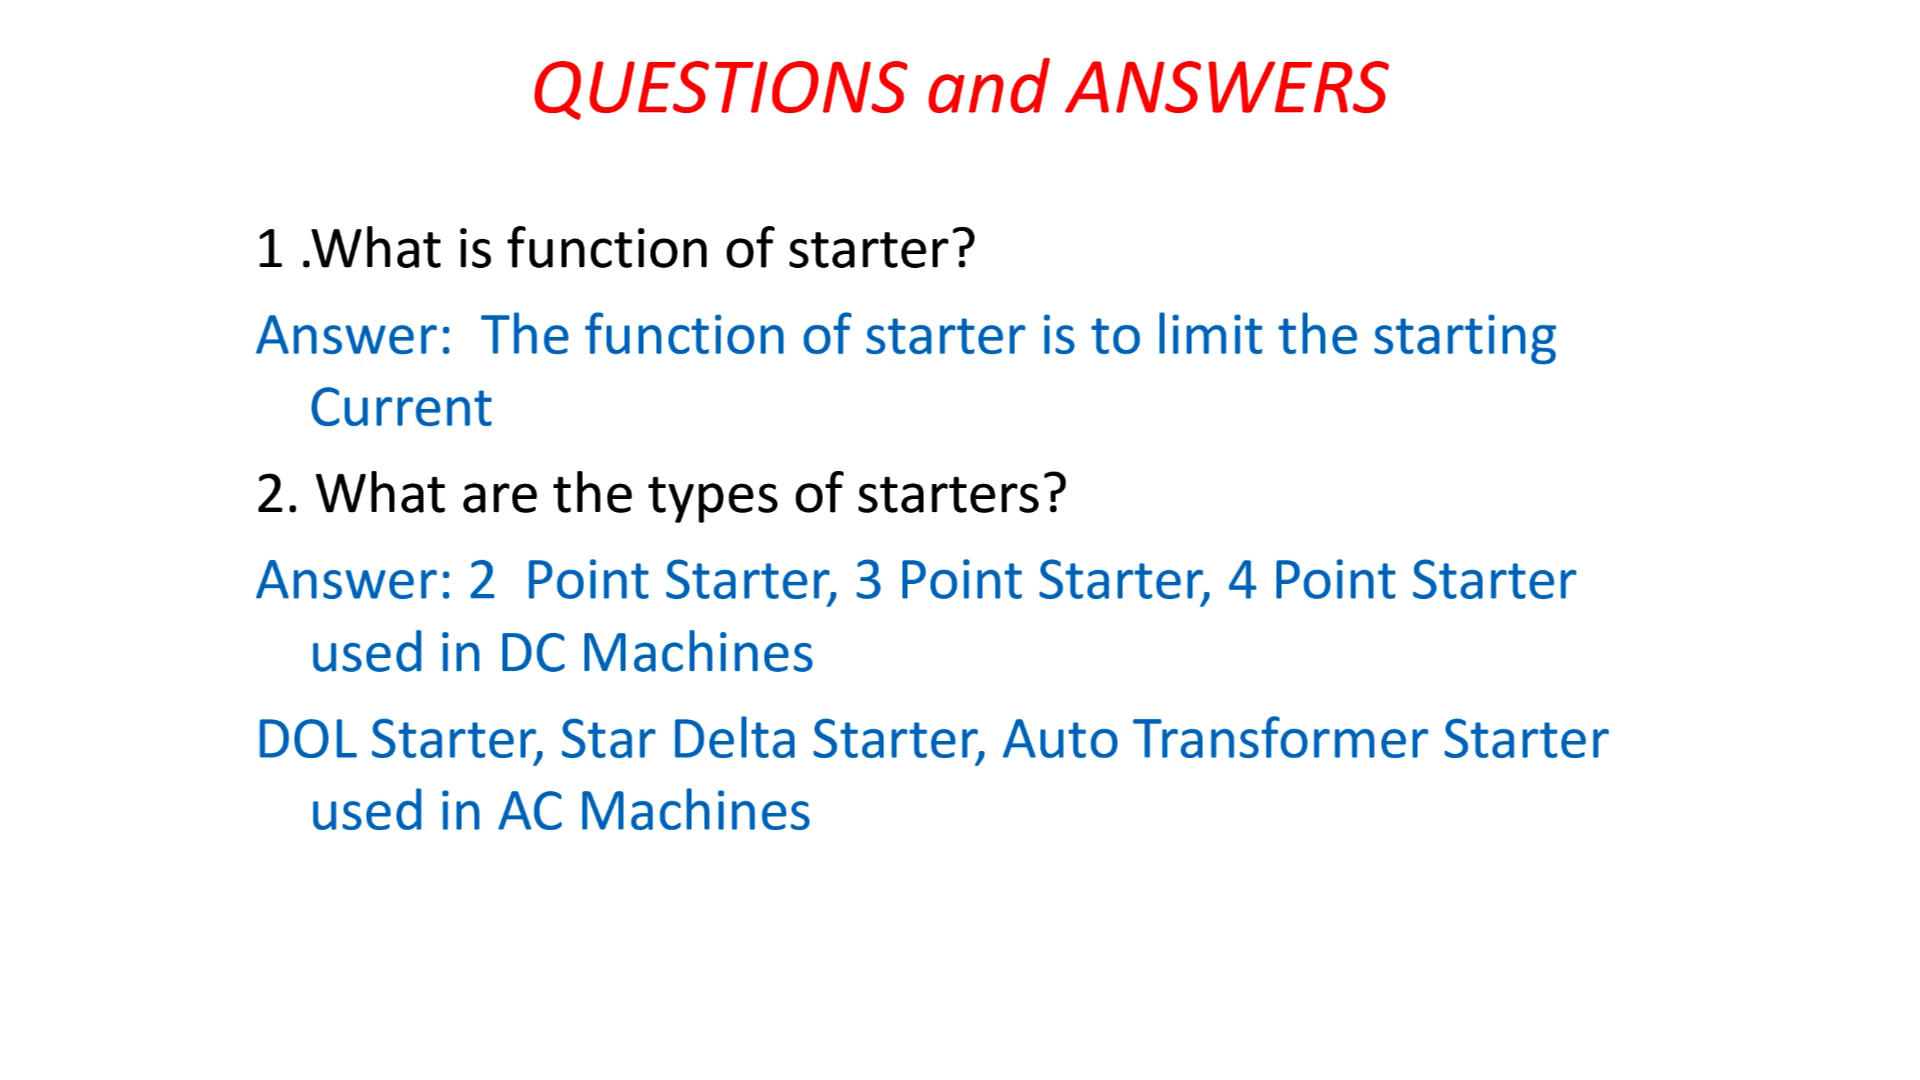 QUESTIONS and ANSWERS
1 .What is function of starter?
Answer:  The function of starter is to limit the starting
Current
2. What are the types of starters?
Answer: 2  Point Starter, 3 Point Starter, 4 Point Starter
used in DC Machines
DOL Starter, Star Delta Starter, Auto Transformer Starter
used in AC Machines